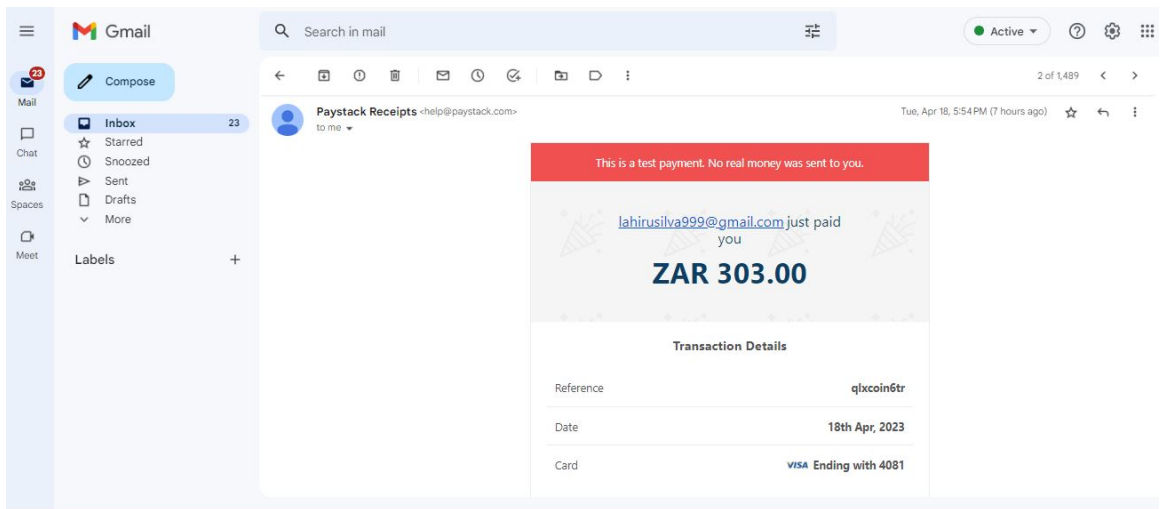 Gmail
Search in mail
Active
23
Mail
Compose
2 of 1,489
Inbox 23
Starred
Snoozed
Sent
Drafts
More
Labels +
Chat
Spaces
Meet
Paystack Receipts <help@paystack.com>
to me
Tue, Apr 18, 5:54 PM (7 hours ago)
This is a test payment. No real money was sent to you.
lahirusilva999@gmail.com just paid
you
ZAR 303.00
Transaction Details
Reference qlxcoin6tr
Date 18th Apr, 2023
Card VISA Ending with 4081